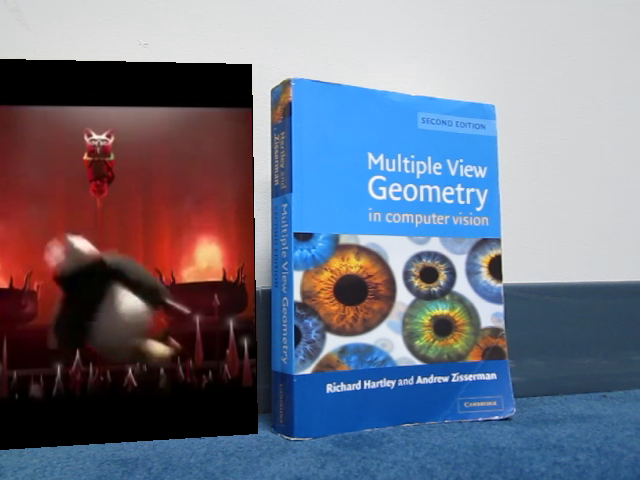 Hartley and
Zisserman
Multiple View Geometry
SECOND EDITION
Multiple View
Geometry
in computer vision
Richard Hartley and Andrew Zisserman
CAMBRIDGE